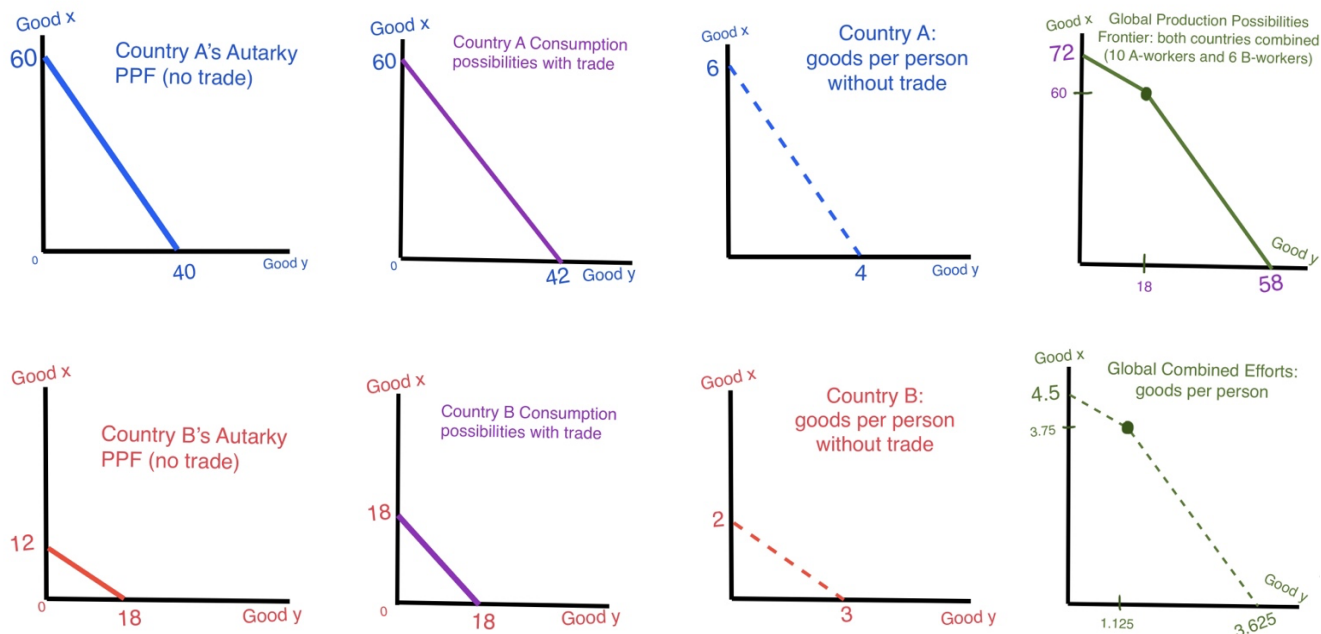 Good x
60
Country A's Autarky
PPF (no trade)
0
40
Good y
Good x
60
Country A Consumption
possibilities with trade
0
42
Good y
Good x
6
Country A:
goods per person
without trade
4
Good y
Good x
72
60
Global Production Possibilities
Frontier: both countries combined
(10 A-workers and 6 B-workers)
18
58
Good y
Good x
12
Country B's Autarky
PPF (no trade)
0
18
Good y
Good x
18
Country B Consumption
possibilities with trade
0
18
Good y
Good x
2
Country B:
goods per person
without trade
3
Good y
Good x
4.5
3.75
Global Combined Efforts:
goods per person
1.125
3.625
Good y